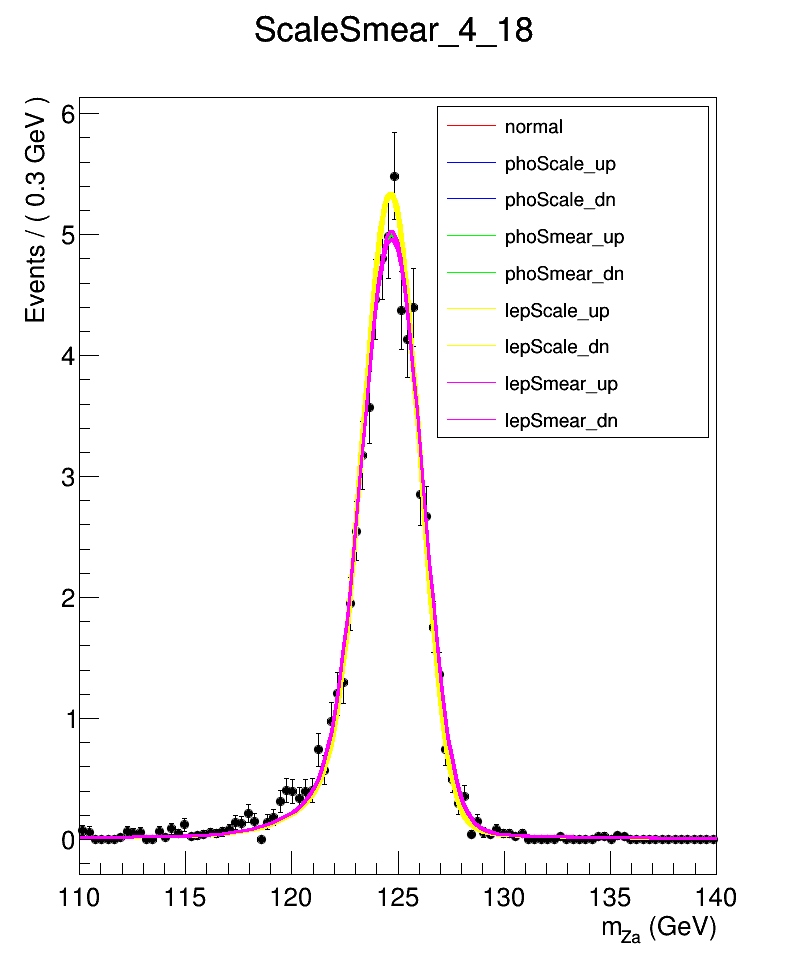 ScaleSmear_4_18
Events / ( 0.3 GeV )
6
5
4
3
2
1
0
normal
phoScale_up
phoScale_dn
phoSmear_up
phoSmear_dn
lepScale_up
lepScale_dn
lepSmear_up
lepSmear_dn
110 115 120 125 130 135 140
m_Za (GeV)